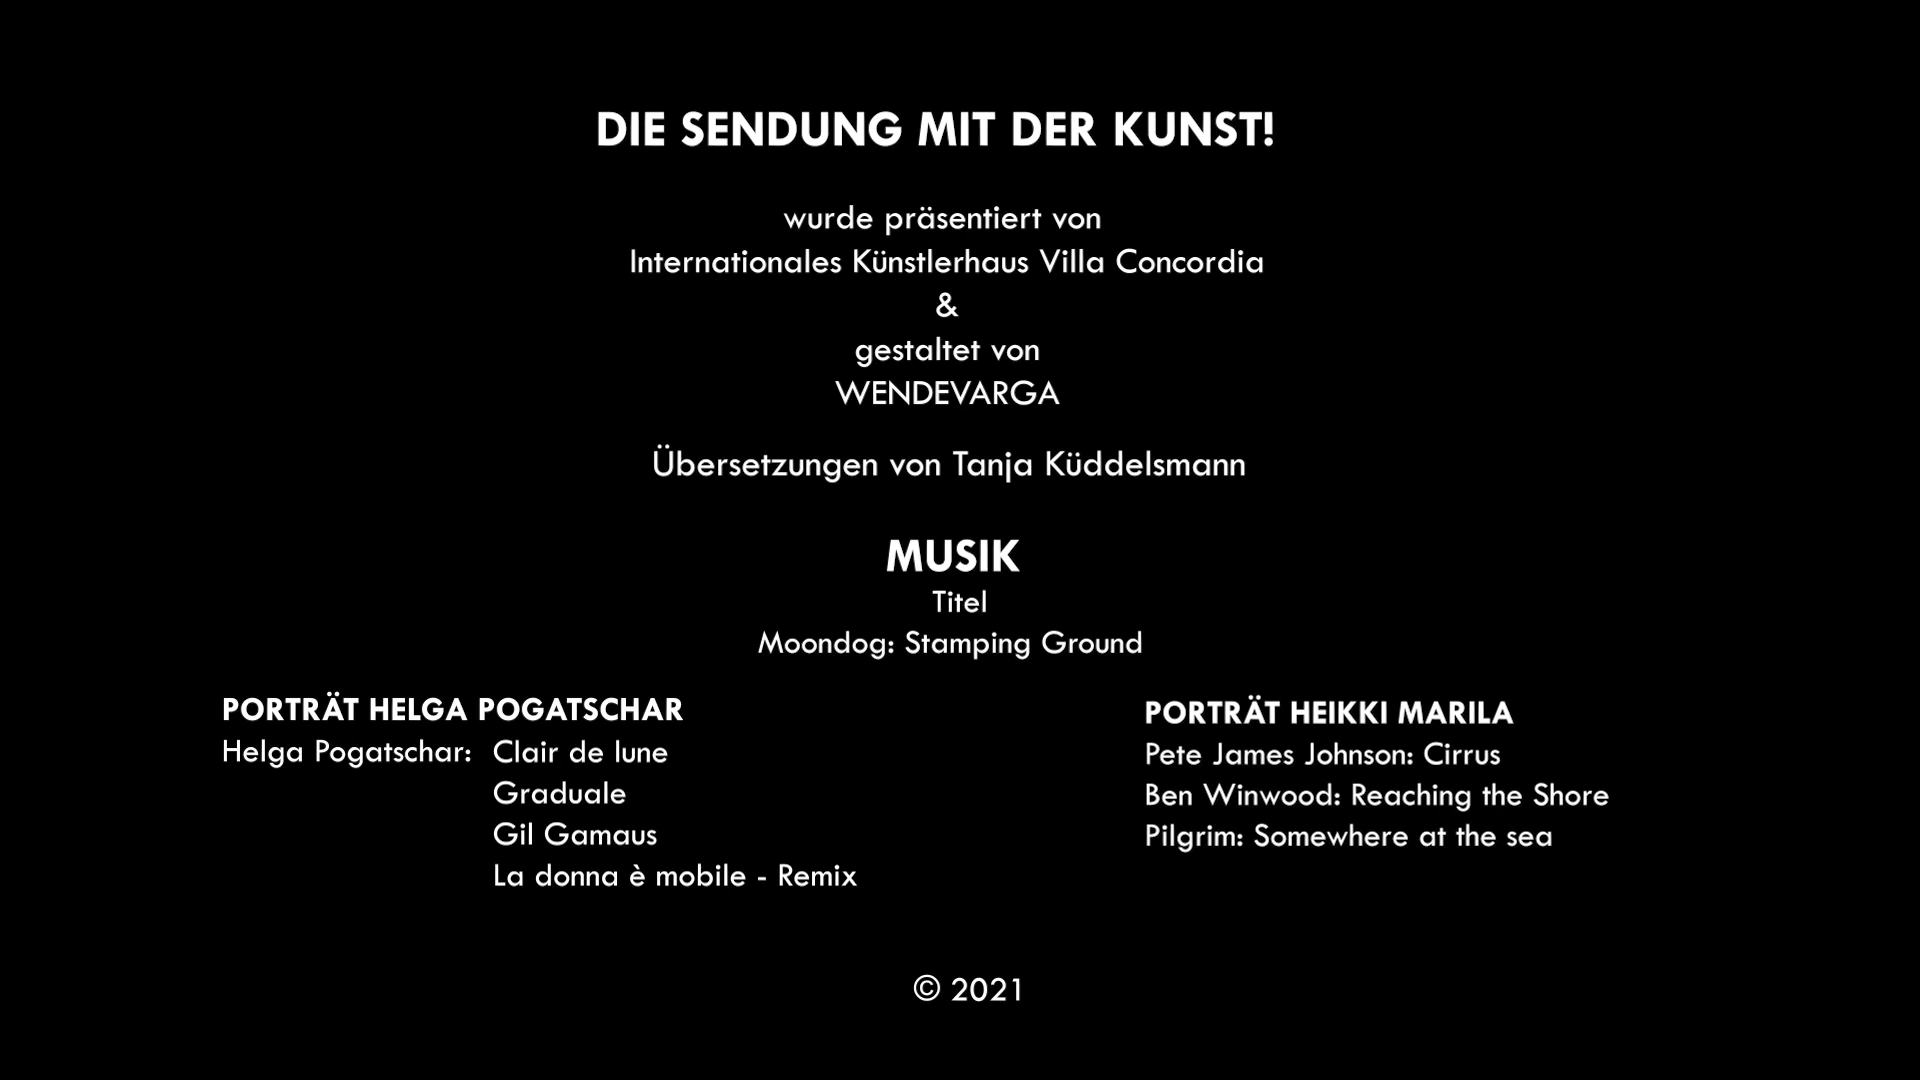 DIE SENDUNG MIT DER KUNST!
wurde präsentiert von
Internationales Künstlerhaus Villa Concordia
&
gestaltet von
WENDEVARGA
Übersetzungen von Tanja Küddelsmann
MUSIK
Titel
Moondog: Stamping Ground
PORTRÄT HELGA POGATSCHAR
Helga Pogatschar: Clair de lune
Graduale
Gil Gamaus
La donna è mobile - Remix
PORTRÄT HEIKKI MARILA
Pete James Johnson: Cirrus
Ben Winwood: Reaching the Shore
Pilgrim: Somewhere at the sea
© 2021